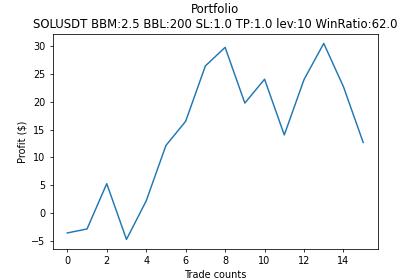 Portfolio
SOLUSDT BBM:2.5 BBL:200 SL:1.0 TP:1.0 lev:10 WinRatio:62.0
30
25
20
15
10
5
0
−5
Profit ($)
0 2 4 6 8 10 12 14
Trade counts